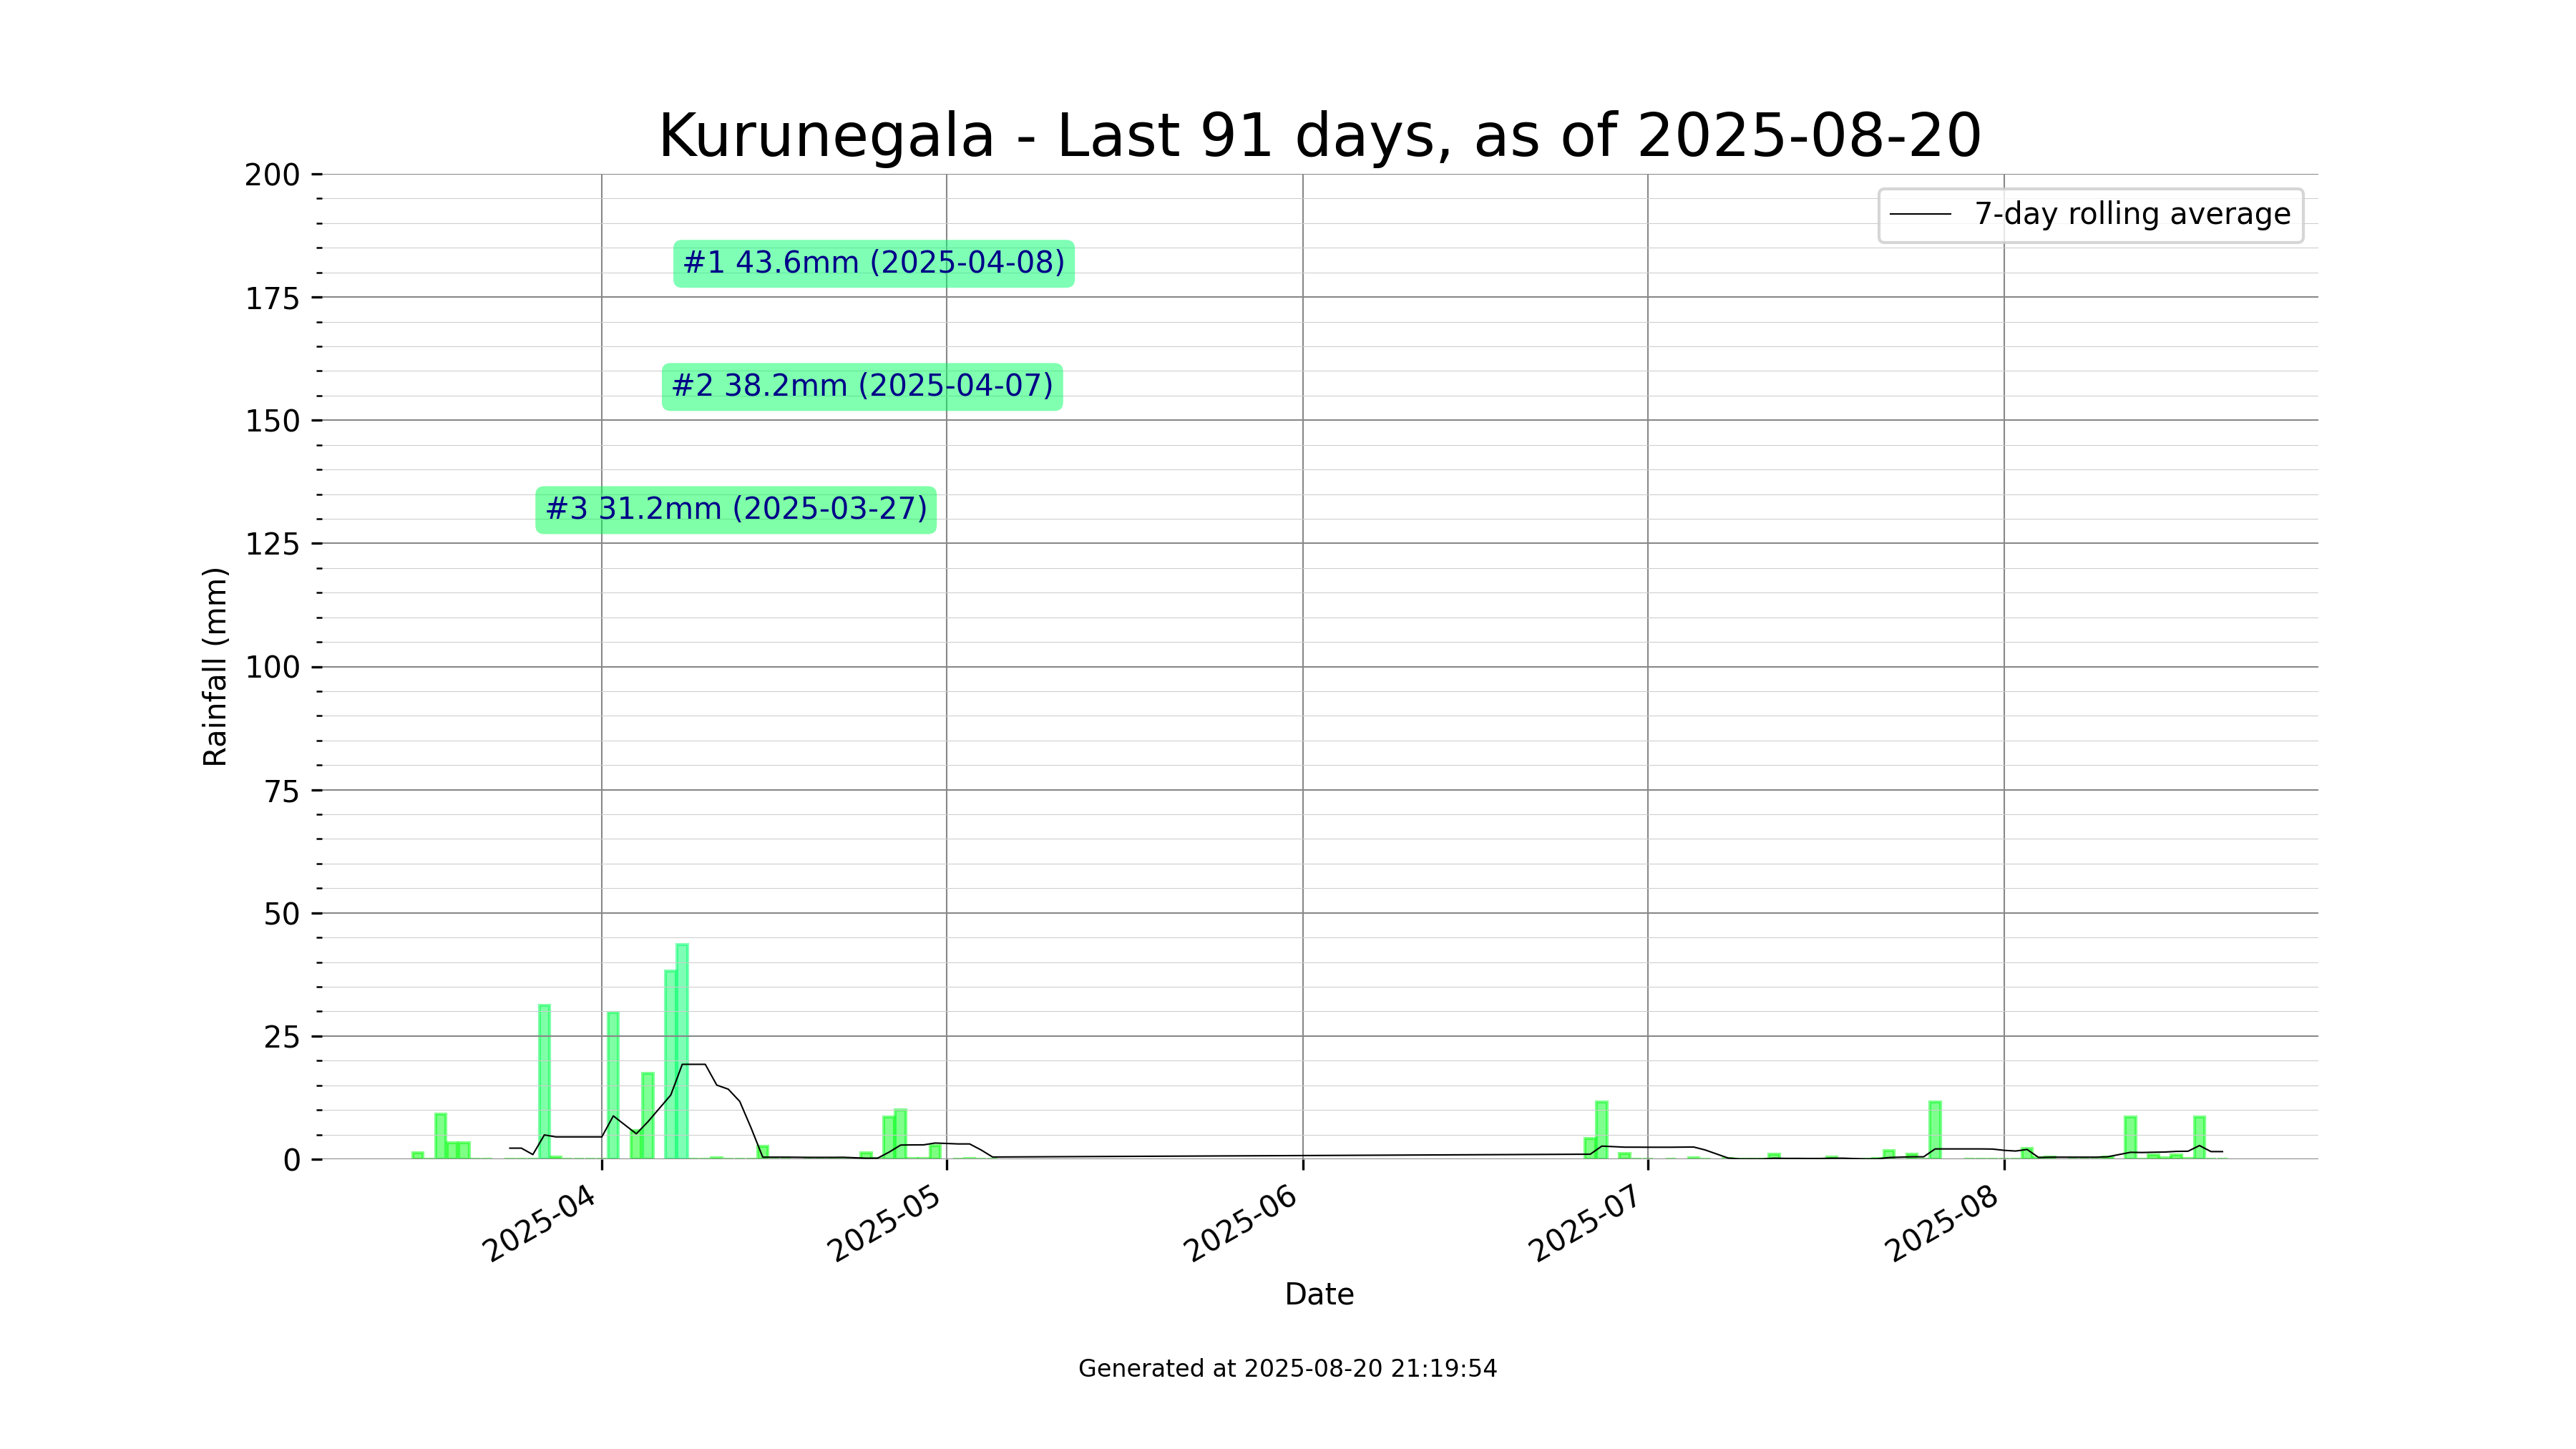 Kurunegala - Last 91 days, as of 2025-08-20
7-day rolling average
#1 43.6mm (2025-04-08)
#2 38.2mm (2025-04-07)
#3 31.2mm (2025-03-27)
Rainfall (mm)
200
175
150
125
100
75
50
25
0
2025-04
2025-05
2025-06
2025-07
2025-08
Date
Generated at 2025-08-20 21:19:54